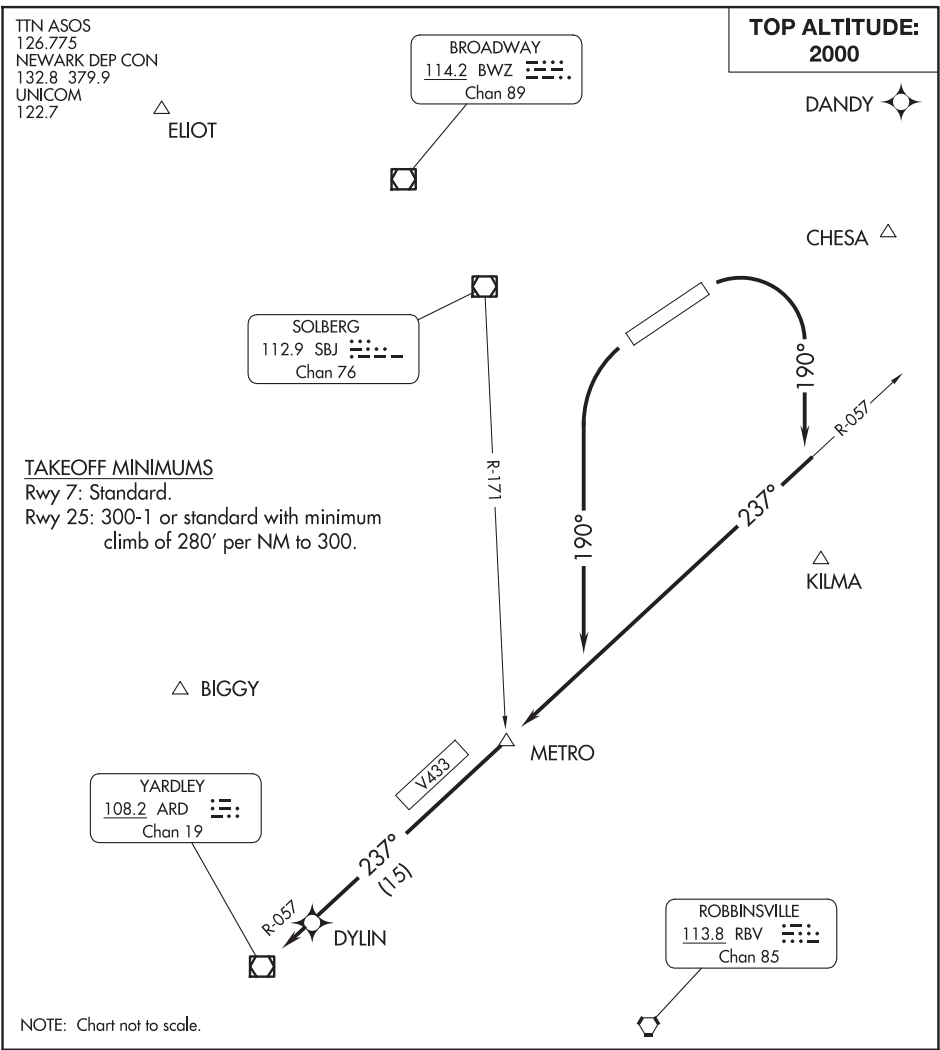 TTN ASOS
126.775
NEWARK DEP CON
132.8 379.9
UNICOM
122.7
TOP ALTITUDE:
2000
BROADWAY
114.2 BWZ
Chan 89
ELIOT
DANDY
CHESA
SOLBERG
112.9 SBJ
Chan 76
190°
R-057
R-171
237°
TAKEOFF MINIMUMS
Rwy 7: Standard.
Rwy 25: 300-1 or standard with minimum
climb of 280' per NM to 300.
190°
KILMA
BIGGY
METRO
V433
YARDLEY
108.2 ARD
Chan 19
237°
(15)
R-057
DYLIN
ROBBINSVILLE
113.8 RBV
Chan 85
NOTE: Chart not to scale.